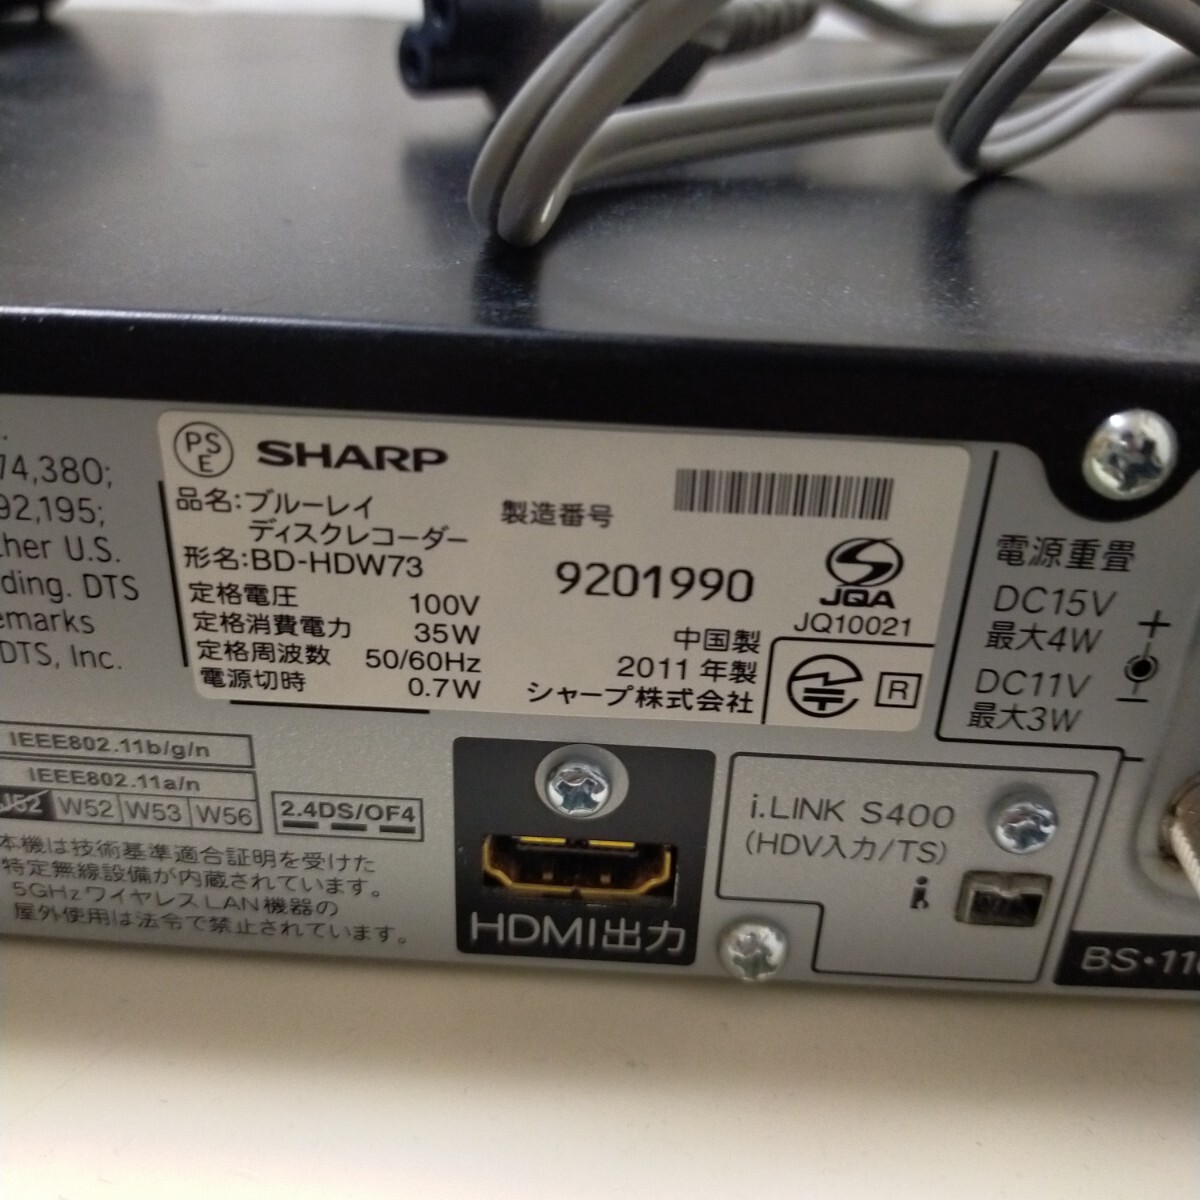 74,380;
92,195;
her U.S.
ding. DTS
emarks
DTS, Inc.
PS
E
SHARP
品名:ブルーレイ
ディスクレコーダー
形名:BD-HDW73
定格電圧 100V
定格消費電力 35W
定格周波数 50/60Hz
電源切時 0.7W
製造番号
9201990
中国製
2011年製
シャープ株式会社
JQA
JQ10021
R
電源重畳
DC15V
最大4W
DC11V
最大3W
IEEE802.11b/g/n
IEEE802.11a/n
J52 W52 W53 W56
2.4DS/OF4
本機は技術基準適合証明を受けた
特定無線設備が内蔵されています。
5GHzワイヤレスLAN機器の
屋外使用は法令で禁止されています。
HDMI出力
i.LINK S400
(HDV入力/TS)
BS・11